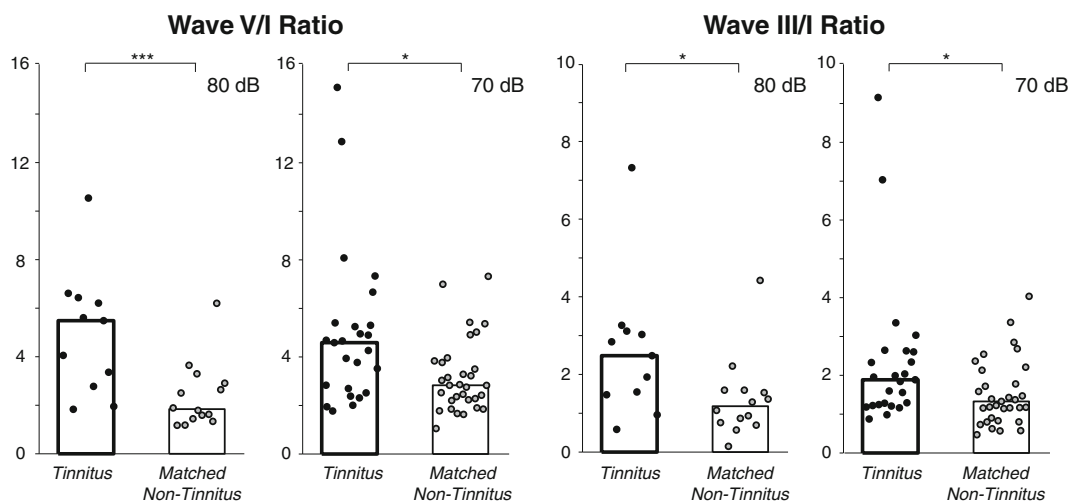 Wave V/I Ratio
Wave III/I Ratio
***
80 dB
16
12
8
4
0
Tinnitus
Matched
Non-Tinnitus
*
70 dB
16
12
8
4
0
Tinnitus
Matched
Non-Tinnitus
*
80 dB
10
8
6
4
2
0
Tinnitus
Matched
Non-Tinnitus
*
70 dB
10
8
6
4
2
0
Tinnitus
Matched
Non-Tinnitus